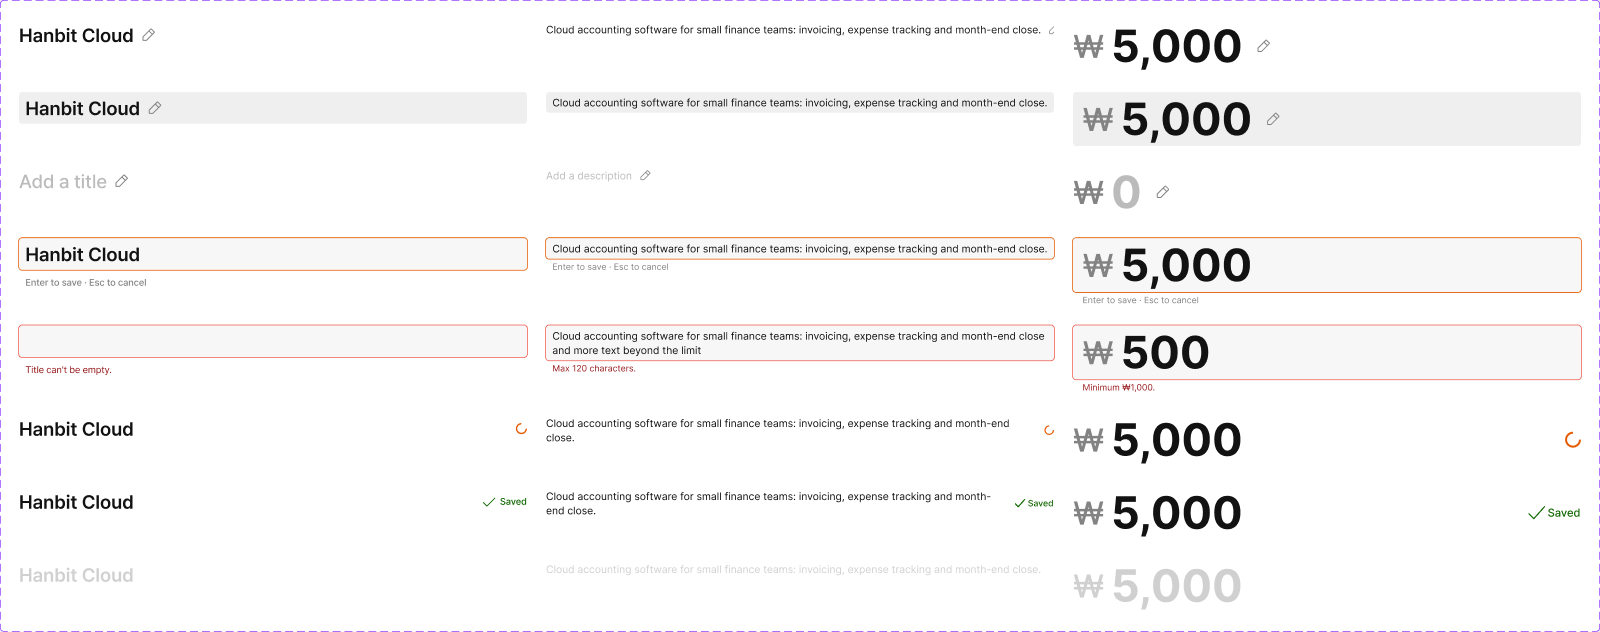 Hanbit Cloud
Cloud accounting software for small finance teams: invoicing, expense tracking and month-end close.
₩ 5,000
Hanbit Cloud
Cloud accounting software for small finance teams: invoicing, expense tracking and month-end close.
₩ 5,000
Add a title
Add a description
₩ 0
Hanbit Cloud
Enter to save · Esc to cancel
Cloud accounting software for small finance teams: invoicing, expense tracking and month-end close.
Enter to save · Esc to cancel
₩ 5,000
Enter to save · Esc to cancel
Title can't be empty.
Cloud accounting software for small finance teams: invoicing, expense tracking and month-end close
and more text beyond the limit
Max 120 characters.
₩ 500
Minimum ₩1,000.
Hanbit Cloud
Cloud accounting software for small finance teams: invoicing, expense tracking and month-end
close.
₩ 5,000
Hanbit Cloud
Saved
Cloud accounting software for small finance teams: invoicing, expense tracking and month-
end close.
Saved
₩ 5,000
Saved
Hanbit Cloud
Cloud accounting software for small finance teams: invoicing, expense tracking and month-end close.
₩ 5,000